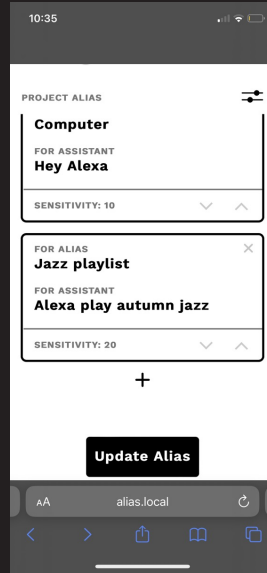 10:35
PROJECT ALIAS
Computer
FOR ASSISTANT
Hey Alexa
SENSITIVITY: 10
FOR ALIAS
Jazz playlist
FOR ASSISTANT
Alexa play autumn jazz
SENSITIVITY: 20
+
Update Alias
AA alias.local